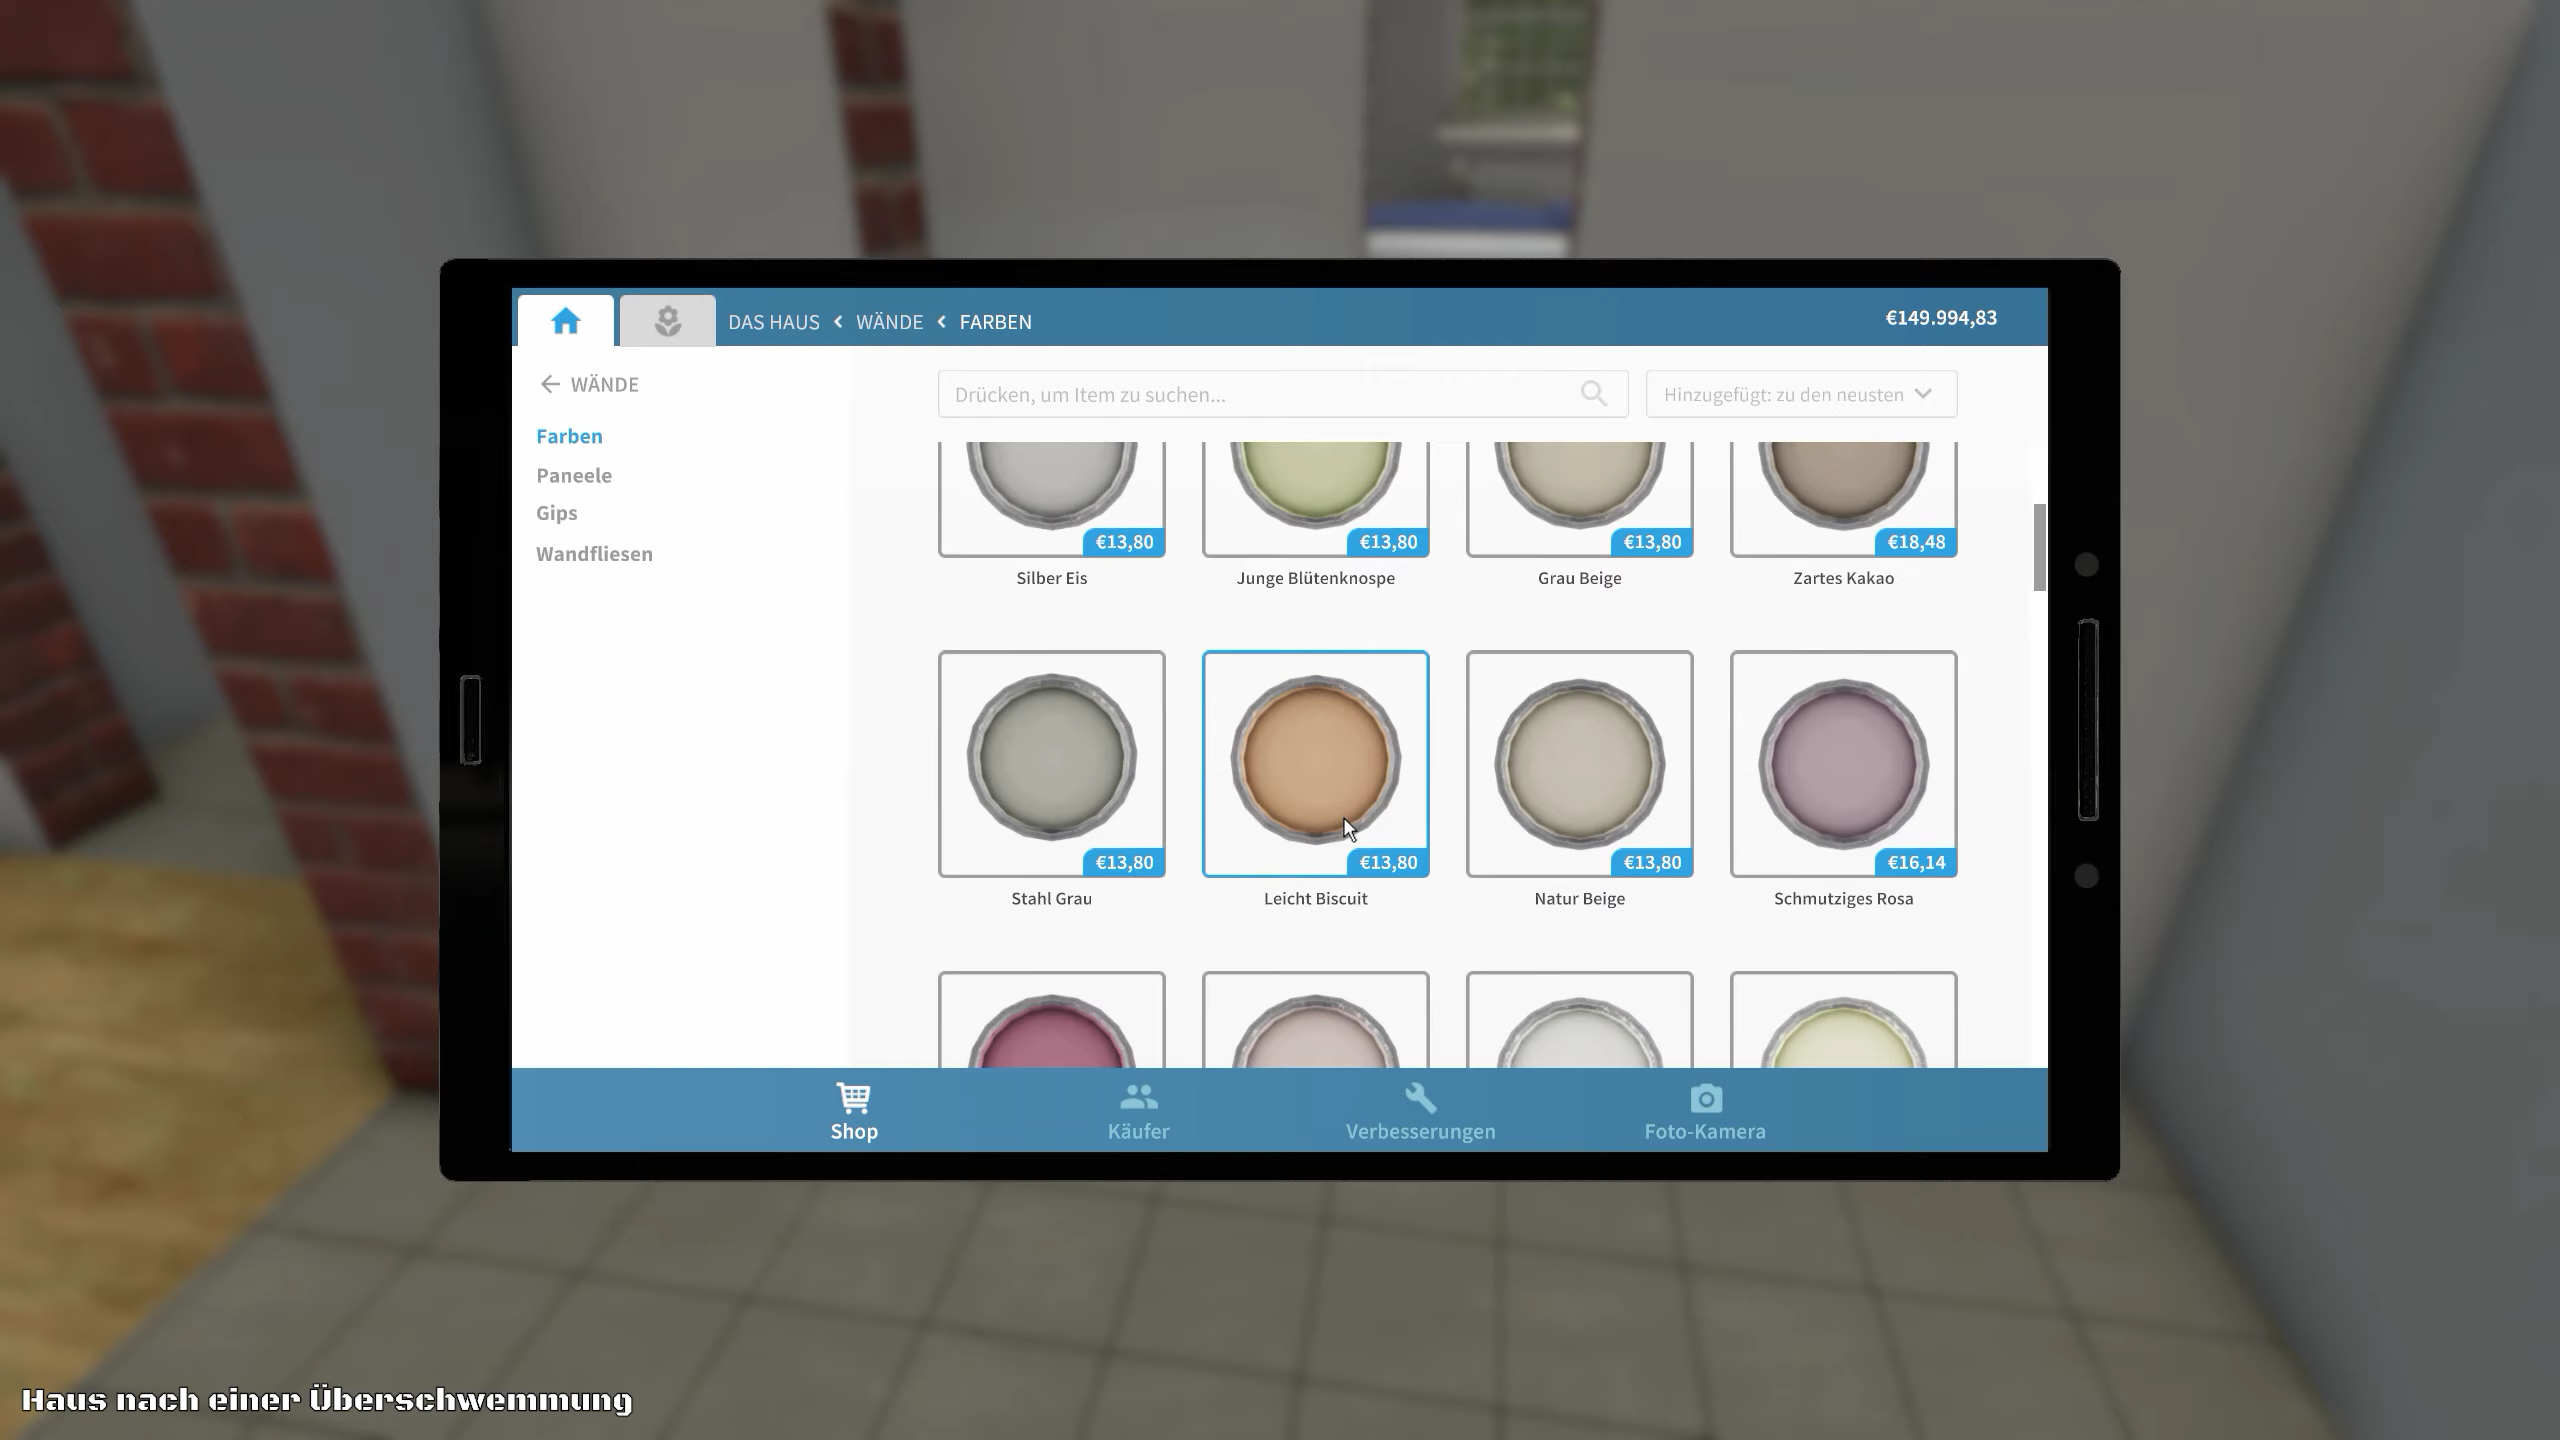 DAS HAUS < WÄNDE < FARBEN
€149.994,83
WÄNDE
Farben
Paneele
Gips
Wandfliesen
Drücken, um Item zu suchen...
Hinzugefügt: zu den neusten
€13,80 €13,80 €13,80 €18,48
Silber Eis Junge Blütenknospe Grau Beige Zartes Kakao
€13,80 €13,80 €13,80 €16,14
Stahl Grau Leicht Biscuit Natur Beige Schmutziges Rosa
Shop Käufer Verbesserungen Foto-Kamera
Haus nach einer Überschwemmung